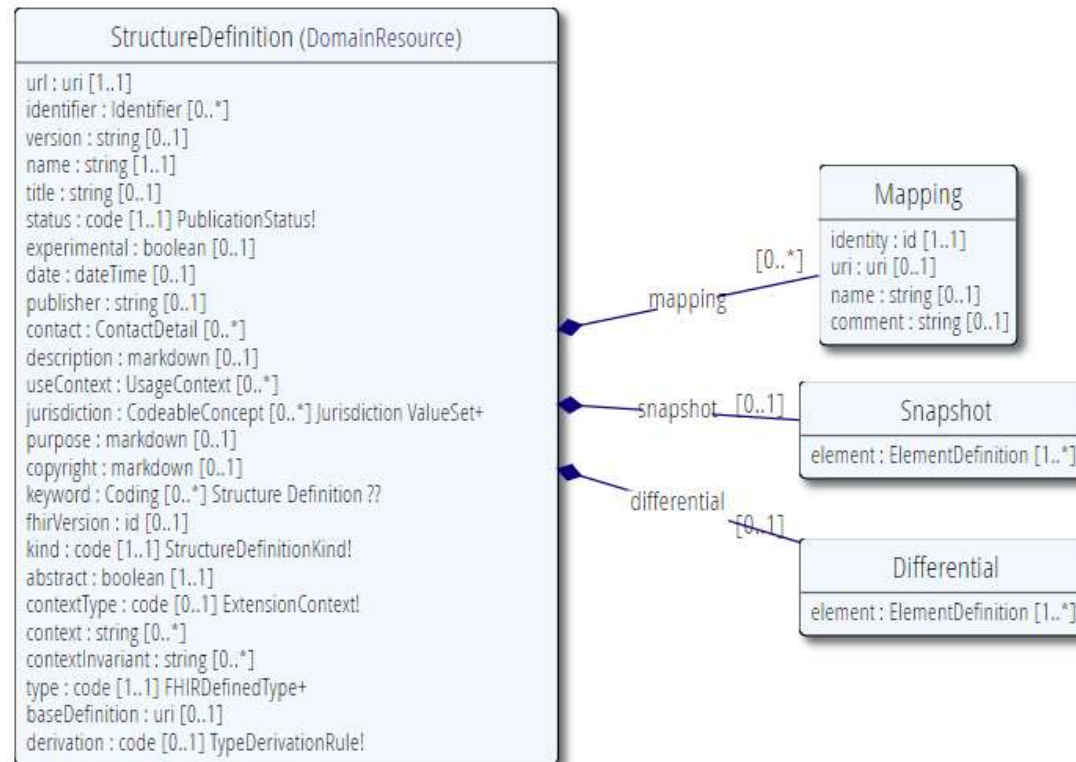 StructureDefinition (DomainResource)
url : uri [1..1]
identifier : Identifier [0..*]
version : string [0..1]
name : string [1..1]
title : string [0..1]
status : code [1..1] PublicationStatus!
experimental : boolean [0..1]
date : dateTime [0..1]
publisher : string [0..1]
contact : ContactDetail [0..*]
description : markdown [0..1]
useContext : UsageContext [0..*]
jurisdiction : CodeableConcept [0..*] Jurisdiction ValueSet+
purpose : markdown [0..1]
copyright : markdown [0..1]
keyword : Coding [0..*] Structure Definition ??
fhirVersion : id [0..1]
kind : code [1..1] StructureDefinitionKind!
abstract : boolean [1..1]
contextType : code [0..1] ExtensionContext!
context : string [0..*]
contextInvariant : string [0..*]
type : code [1..1] FHIRDefinedType+
baseDefinition : uri [0..1]
derivation : code [0..1] TypeDerivationRule!
mapping
[0..*]
Mapping
identity : id [1..1]
uri : uri [0..1]
name : string [0..1]
comment : string [0..1]
snapshot
[0..1]
Snapshot
element : ElementDefinition [1..*]
differential
[0..1]
Differential
element : ElementDefinition [1..*]